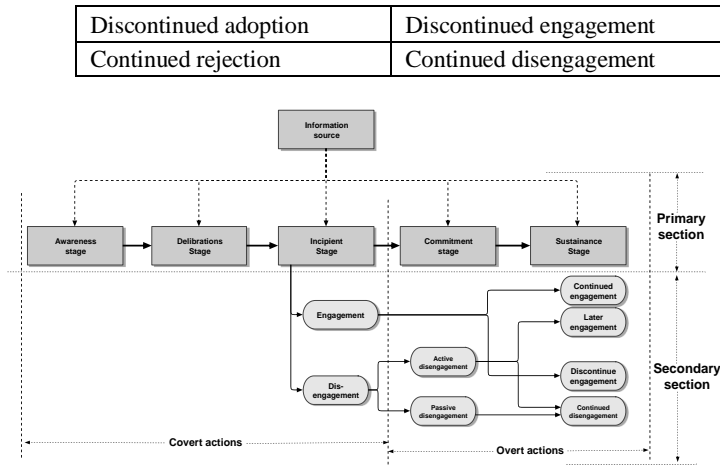 Discontinued adoption Discontinued engagement
Continued rejection Continued disengagement
Information
source
Awareness
stage
Delibrations
Stage
Incipient
Stage
Commitment
stage
Sustainance
Stage
Primary
section
Engagement
Continued
engagement
Later
engagement
Dis-
engagement
Active
disengagement
Discontinue
engagement
Passive
disengagement
Continued
disengagement
Secondary
section
Covert actions
Overt actions